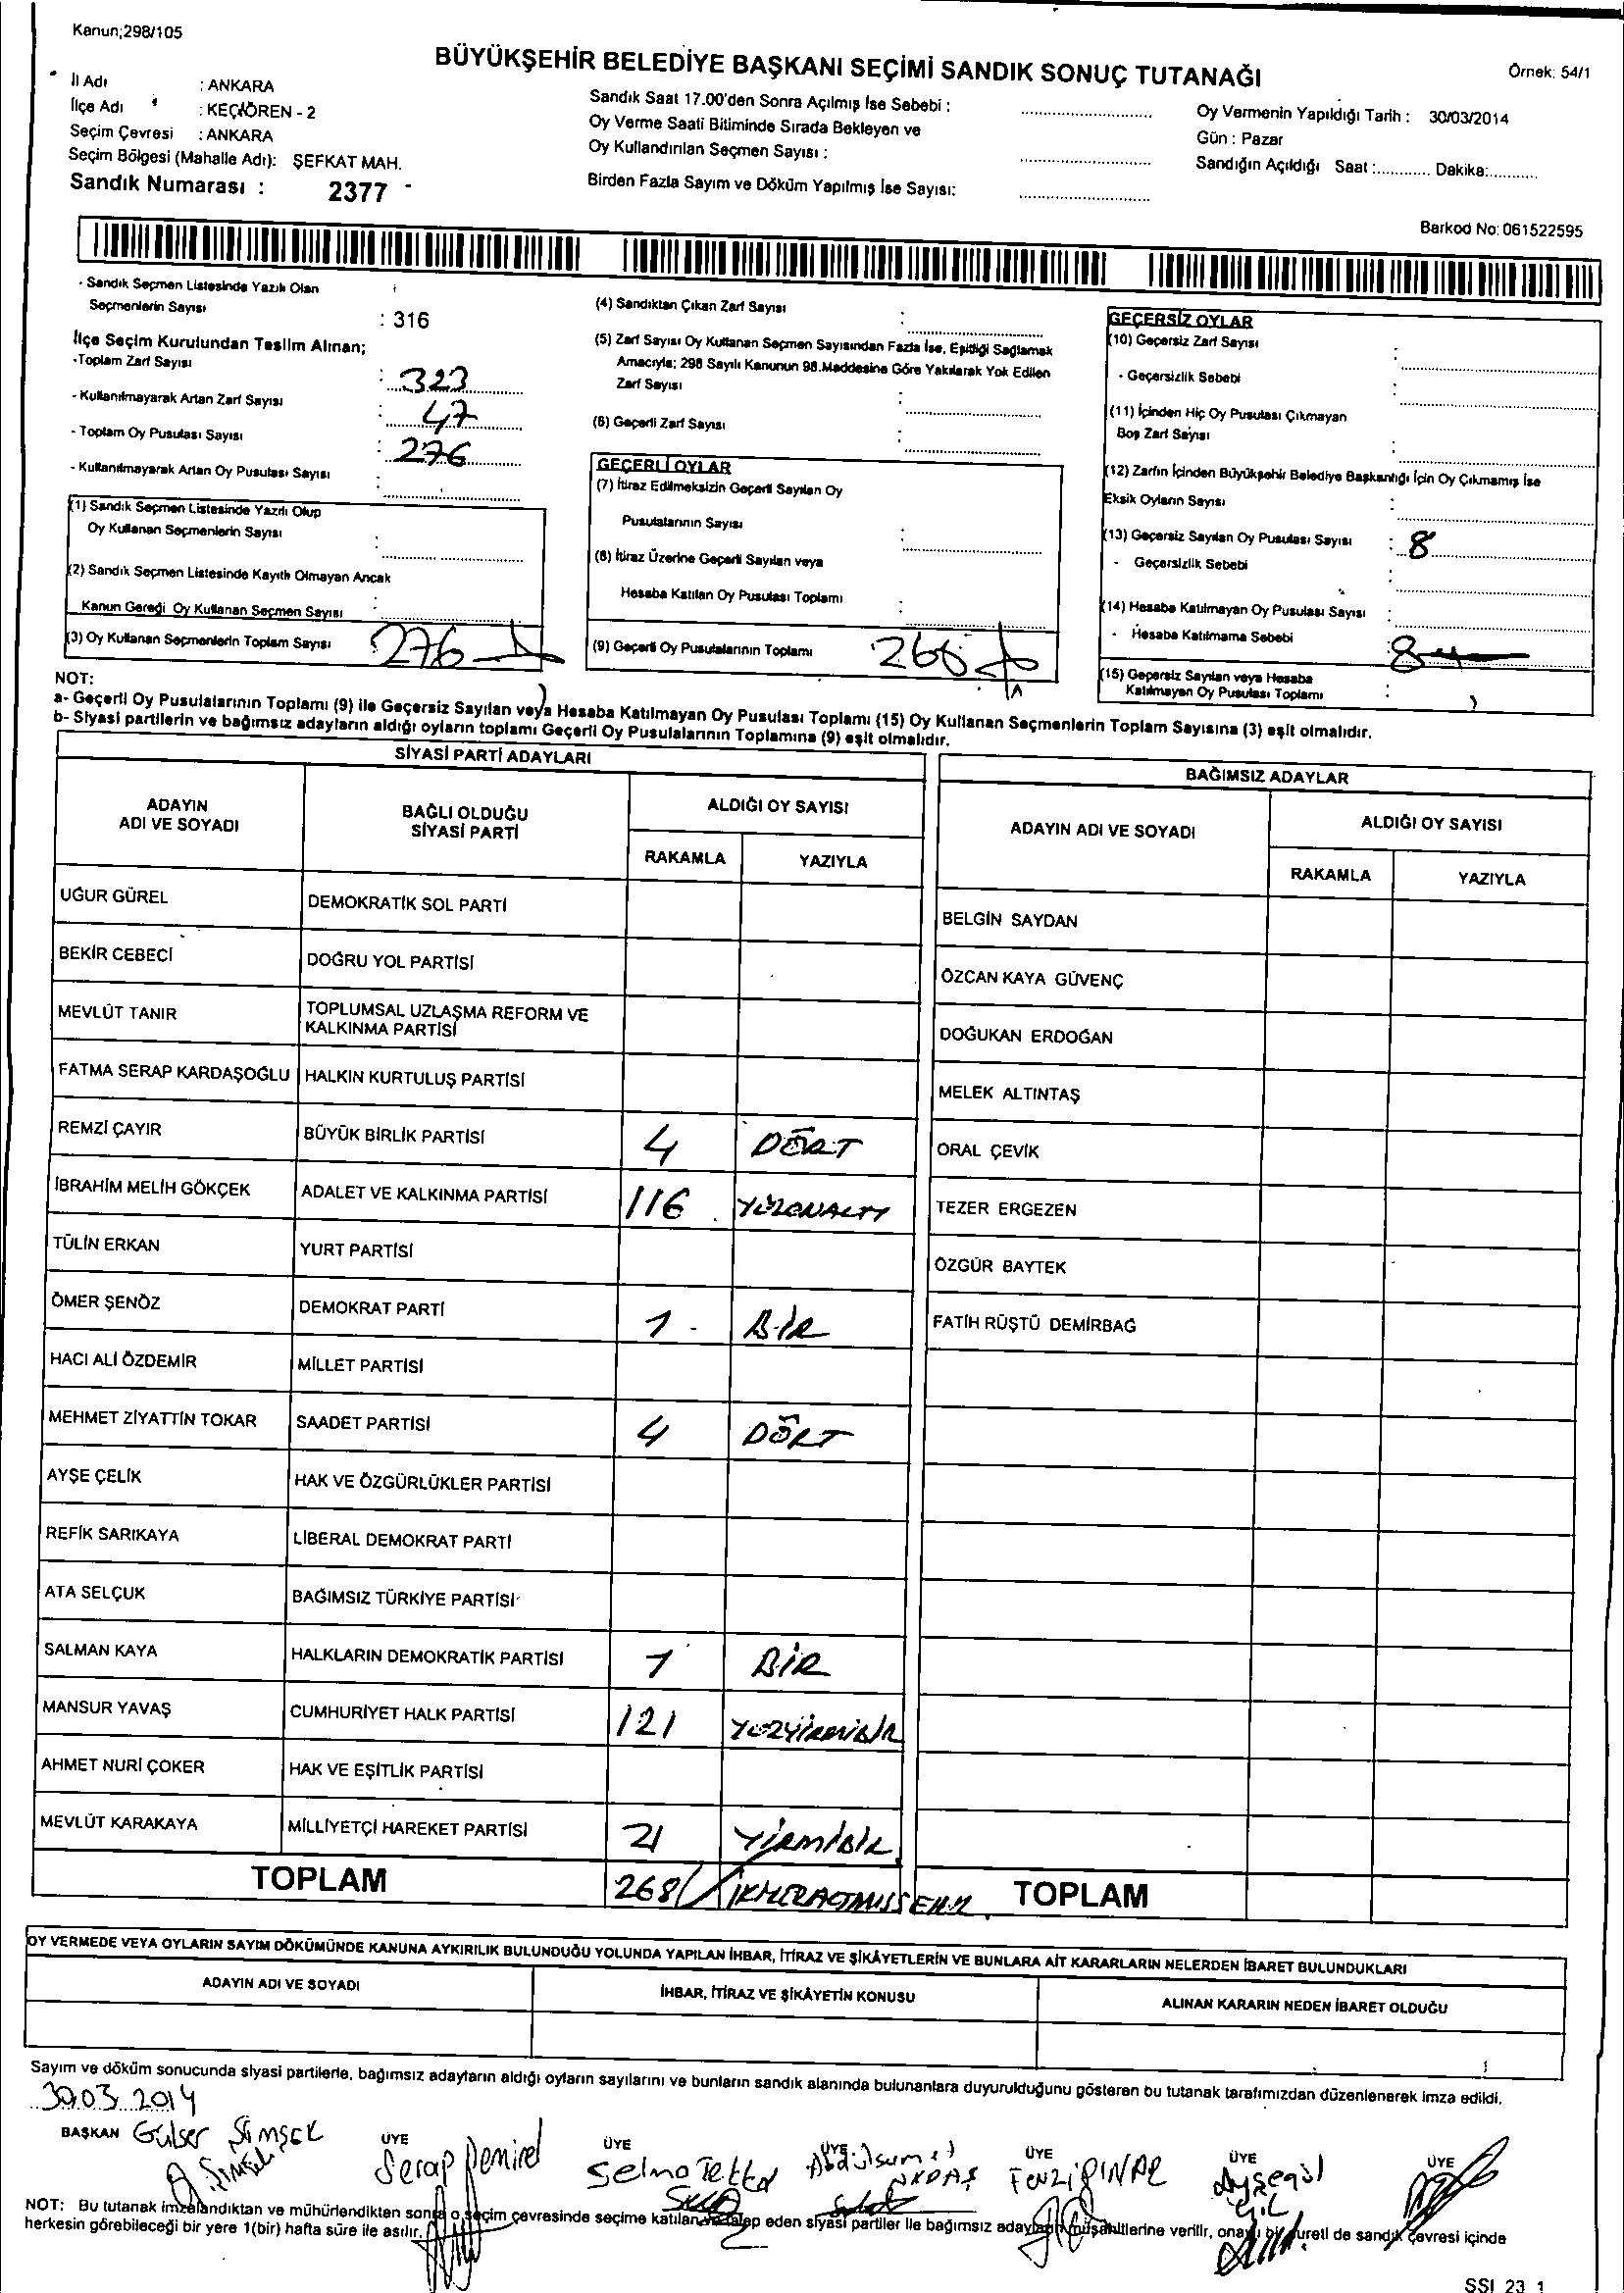 Kanun;298/105
BÜYÜKŞEHİR BELEDİYE BAŞKANI SEÇİMİ SANDIK SONUÇ TUTANAĞI
Örnek: 54/1
İl Adı : ANKARA
İlçe Adı : KEÇİÖREN - 2
Seçim Çevresi : ANKARA
Seçim Bölgesi (Mahalle Adı): ŞEFKAT MAH.
Sandık Numarası : 2377
Sandık Saat 17.00'den Sonra Açılmış İse Sebebi :
Oy Verme Saati Bitiminde Sırada Bekleyen ve
Oy Kullandırılan Seçmen Sayısı :
Birden Fazla Sayım ve Döküm Yapılmış İse Sayısı:
Oy Vermenin Yapıldığı Tarih : 30/03/2014
Gün : Pazar
Sandığın Açıldığı Saat :............ Dakika:...........
Barkod No: 061522595
- Sandık Seçmen Listesinde Yazılı Olan
Seçmenlerin Sayısı : 316
İlçe Seçim Kurulundan Teslim Alınan;
-Toplam Zarf Sayısı : 323
- Kullanılmayarak Artan Zarf Sayısı : 47
- Toplam Oy Pusulası Sayısı : 276
- Kullanılmayarak Artan Oy Pusulası Sayısı :
(1) Sandık Seçmen Listesinde Yazılı Olup
Oy Kullanan Seçmenlerin Sayısı :
(2) Sandık Seçmen Listesinde Kayıtlı Olmayan Ancak
Kanun Gereği Oy Kullanan Seçmen Sayısı :
(3) Oy Kullanan Seçmenlerin Toplam Sayısı : 276
(4) Sandıktan Çıkan Zarf Sayısı :
(5) Zarf Sayısı Oy Kullanan Seçmen Sayısından Fazla İse, Eşitliği Sağlamak
Amacıyla; 298 Sayılı Kanunun 98.Maddesine Göre Yakılarak Yok Edilen
Zarf Sayısı :
(6) Geçerli Zarf Sayısı :
GEÇERLİ OYLAR
(7) İtiraz Edilmeksizin Geçerli Sayılan Oy
Pusulalarının Sayısı :
(8) İtiraz Üzerine Geçerli Sayılan veya
Hesaba Katılan Oy Pusulası Toplamı :
(9) Geçerli Oy Pusulalarının Toplamı 266
GEÇERSİZ OYLAR
(10) Geçersiz Zarf Sayısı :
- Geçersizlik Sebebi :
(11) İçinden Hiç Oy Pusulası Çıkmayan
Boş Zarf Sayısı :
(12) Zarfın İçinden Büyükşehir Belediye Başkanlığı İçin Oy Çıkmamış İse
Eksik Oyların Sayısı :
(13) Geçersiz Sayılan Oy Pusulası Sayısı : 8
- Geçersizlik Sebebi :
(14) Hesaba Katılmayan Oy Pusulası Sayısı :
- Hesaba Katılmama Sebebi : 8
(15) Geçersiz Sayılan veya Hesaba
Katılmayan Oy Pusulası Toplamı :
NOT:
a- Geçerli Oy Pusulalarının Toplamı (9) ile Geçersiz Sayılan veya Hesaba Katılmayan Oy Pusulası Toplamı (15) Oy Kullanan Seçmenlerin Toplam Sayısına (3) eşit olmalıdır.
b- Siyasi partilerin ve bağımsız adayların aldığı oyların toplamı Geçerli Oy Pusulalarının Toplamına (9) eşit olmalıdır.
SİYASİ PARTİ ADAYLARI
ADAYIN ADI VE SOYADI
BAĞLI OLDUĞU SİYASİ PARTİ
ALDIĞI OY SAYISI
RAKAMLA YAZIYLA
UĞUR GÜREL DEMOKRATİK SOL PARTİ
BEKİR CEBECİ DOĞRU YOL PARTİSİ
MEVLÜT TANIR TOPLUMSAL UZLAŞMA REFORM VE
KALKINMA PARTİSİ
FATMA SERAP KARDAŞOĞLU HALKIN KURTULUŞ PARTİSİ
REMZİ ÇAYIR BÜYÜK BİRLİK PARTİSİ 4 DÖRT
İBRAHİM MELİH GÖKÇEK ADALET VE KALKINMA PARTİSİ 116 YÜZONALTI
TÜLİN ERKAN YURT PARTİSİ
ÖMER ŞENÖZ DEMOKRAT PARTİ 1 - BİR
HACI ALİ ÖZDEMİR MİLLET PARTİSİ
MEHMET ZİYATTİN TOKAR SAADET PARTİSİ 4 DÖRT
AYŞE ÇELİK HAK VE ÖZGÜRLÜKLER PARTİSİ
REFİK SARIKAYA LİBERAL DEMOKRAT PARTİ
ATA SELÇUK BAĞIMSIZ TÜRKİYE PARTİSİ
SALMAN KAYA HALKLARIN DEMOKRATİK PARTİSİ 1 BİR
MANSUR YAVAŞ CUMHURİYET HALK PARTİSİ 121 YÜZYİRMİBİR
AHMET NURİ ÇOKER HAK VE EŞİTLİK PARTİSİ
MEVLÜT KARAKAYA MİLLİYETÇİ HAREKET PARTİSİ 21 YİRMİBİR
TOPLAM 268
BAĞIMSIZ ADAYLAR
ADAYIN ADI VE SOYADI
ALDIĞI OY SAYISI
RAKAMLA YAZIYLA
BELGİN SAYDAN
ÖZCAN KAYA GÜVENÇ
DOĞUKAN ERDOĞAN
MELEK ALTINTAŞ
ORAL ÇEVİK
TEZER ERGEZEN
ÖZGÜR BAYTEK
FATİH RÜŞTÜ DEMİRBAĞ
TOPLAM
OY VERMEDE VEYA OYLARIN SAYIM DÖKÜMÜNDE KANUNA AYKIRILIK BULUNDUĞU YOLUNDA YAPILAN İHBAR, İTİRAZ VE ŞİKÂYETLERİN VE BUNLARA AİT KARARLARIN NELERDEN İBARET BULUNDUKLARI
ADAYIN ADI VE SOYADI
İHBAR, İTİRAZ VE ŞİKÂYETİN KONUSU
ALINAN KARARIN NEDEN İBARET OLDUĞU
Sayım ve döküm sonucunda siyasi partilerle, bağımsız adayların aldığı oyların sayılarını ve bunların sandık alanında bulunanlara duyurulduğunu gösteren bu tutanak tarafımızdan düzenlenerek imza edildi.
30.03.2014
BAŞKAN Gülser Şimşek
ÜYE Serap Demirel
ÜYE Selma
ÜYE
ÜYE
ÜYE Ayşegül
ÜYE
NOT: Bu tutanak imzalandıktan ve mühürlendikten sonra o seçim çevresinde seçime katılan ve talep eden siyasi partiler ile bağımsız adayların müşahitlerine verilir, onaylı bir sureti de sandık çevresi içinde
herkesin görebileceği bir yere 1(bir) hafta süre ile asılır.
SSI 23 1